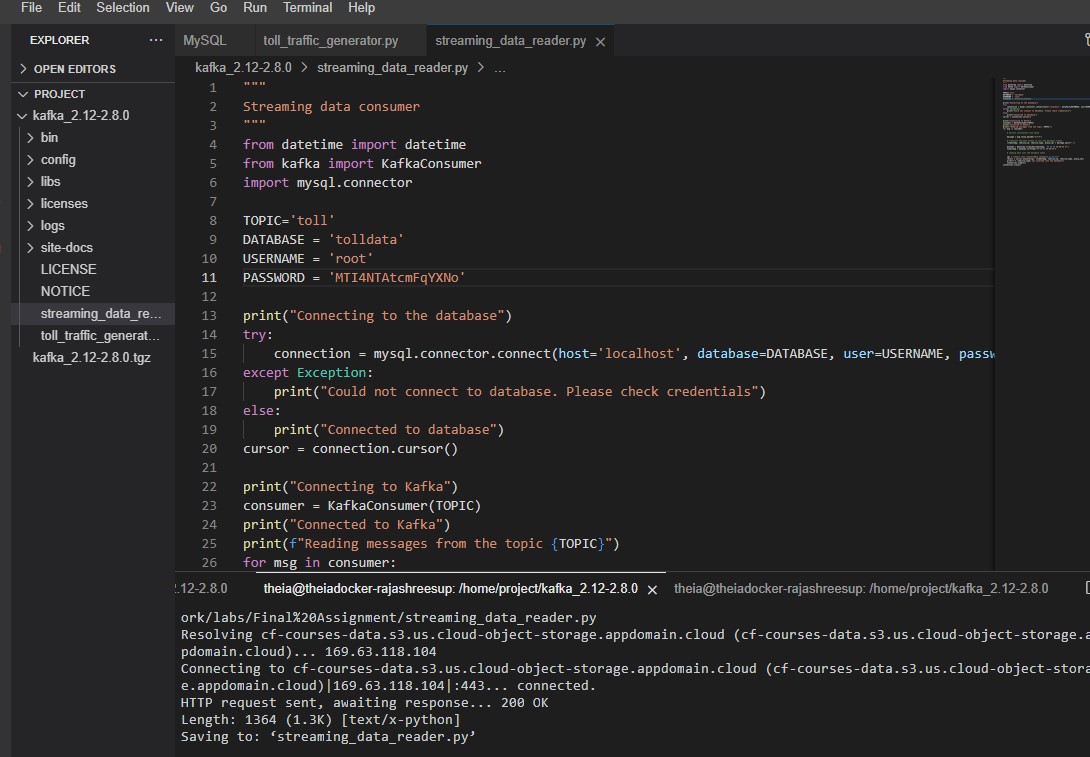 File Edit Selection View Go Run Terminal Help
EXPLORER ...
OPEN EDITORS
PROJECT
kafka_2.12-2.8.0
bin
config
libs
licenses
logs
site-docs
LICENSE
NOTICE
streaming_data_re...
toll_traffic_generat...
kafka_2.12-2.8.0.tgz
MySQL toll_traffic_generator.py streaming_data_reader.py
kafka_2.12-2.8.0 > streaming_data_reader.py > ...
1 """
2 Streaming data consumer
3 """
4 from datetime import datetime
5 from kafka import KafkaConsumer
6 import mysql.connector
7
8 TOPIC='toll'
9 DATABASE = 'tolldata'
10 USERNAME = 'root'
11 PASSWORD = 'MTI4NTAtcmFqYXNo'
12
13 print("Connecting to the database")
14 try:
15 connection = mysql.connector.connect(host='localhost', database=DATABASE, user=USERNAME, passw
16 except Exception:
17 print("Could not connect to database. Please check credentials")
18 else:
19 print("Connected to database")
20 cursor = connection.cursor()
21
22 print("Connecting to Kafka")
23 consumer = KafkaConsumer(TOPIC)
24 print("Connected to Kafka")
25 print(f"Reading messages from the topic {TOPIC}")
26 for msg in consumer:
2.12-2.8.0 theia@theiadocker-rajashreesup: /home/project/kafka_2.12-2.8.0 theia@theiadocker-rajashreesup: /home/project/kafka_2.12-2.8.0
ork/labs/Final%20Assignment/streaming_data_reader.py
Resolving cf-courses-data.s3.us.cloud-object-storage.appdomain.cloud (cf-courses-data.s3.us.cloud-object-storage.a
pdomain.cloud)... 169.63.118.104
Connecting to cf-courses-data.s3.us.cloud-object-storage.appdomain.cloud (cf-courses-data.s3.us.cloud-object-stora
e.appdomain.cloud)|169.63.118.104|:443... connected.
HTTP request sent, awaiting response... 200 OK
Length: 1364 (1.3K) [text/x-python]
Saving to: ‘streaming_data_reader.py’